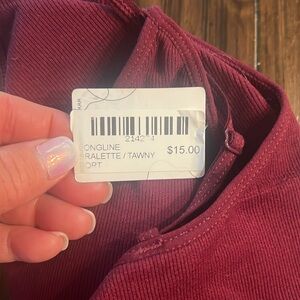 ONGLINE
RALETTE / TAWNY
ORT
$15.00